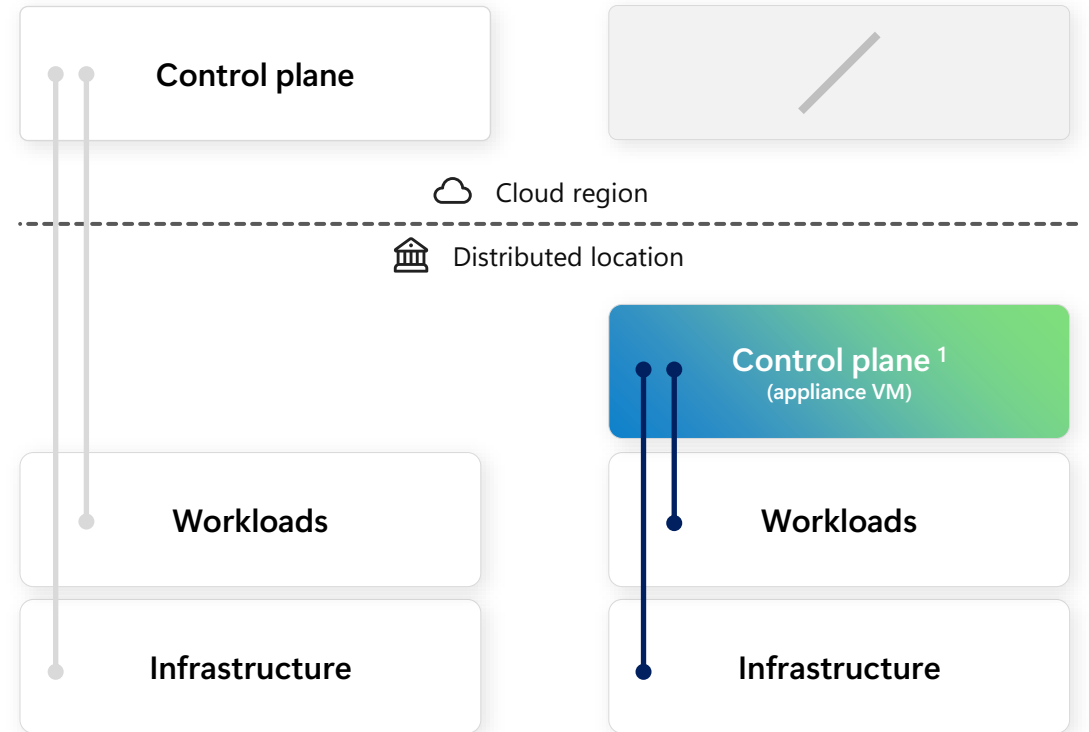 Control plane
Cloud region
Distributed location
Control plane 1
(appliance VM)
Workloads
Workloads
Infrastructure
Infrastructure